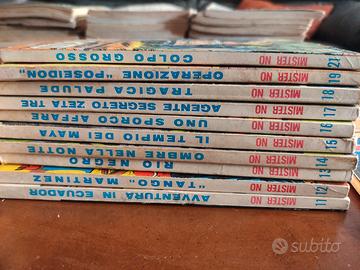 21 MISTER NO COLPO GROSSO
19 MISTER NO OPERAZIONE "POSEIDON"
18 MISTER NO TRAGICA PALUDE
17 MISTER NO AGENTE SEGRETO ZETA TRE
16 MISTER NO UNO SPORCO AFFARE
15 MISTER NO IL TEMPIO DEI MAYA
14 MISTER NO OMBRE NELLA NOTTE
13 MISTER NO RIO NEGRO
12 MISTER NO "TANGO" MARTINEZ
11 MISTER NO AVVENTURA IN ECUADOR
subito